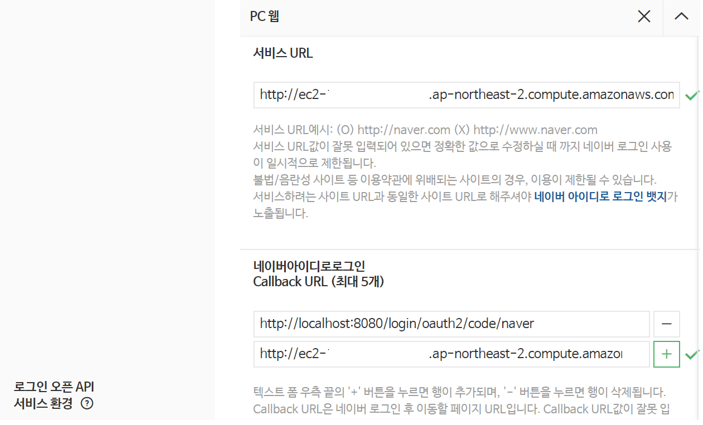 PC 웹
서비스 URL
http://ec2- .ap-northeast-2.compute.amazonaws.com
서비스 URL예시: (O) http://naver.com (X) http://www.naver.com
서비스 URL값이 잘못 입력되어 있으면 정확한 값으로 수정하실 때 까지 네이버 로그인 사용
이 일시적으로 제한됩니다.
불법/음란성 사이트 등 이용약관에 위배되는 사이트의 경우, 이용이 제한될 수 있습니다.
서비스하려는 사이트 URL과 동일한 사이트 URL로 해주셔야 네이버 아이디로 로그인 뱃지가
노출됩니다.
네이버아이디로로그인
Callback URL (최대 5개)
http://localhost:8080/login/oauth2/code/naver
http://ec2- .ap-northeast-2.compute.amazon
로그인 오픈 API
서비스 환경 ?
텍스트 폼 우측 끝의 '+' 버튼을 누르면 행이 추가되며, '-' 버튼을 누르면 행이 삭제됩니다.
Callback URL은 네이버 로그인 후 이동할 페이지 URL입니다. Callback URL값이 잘못 입